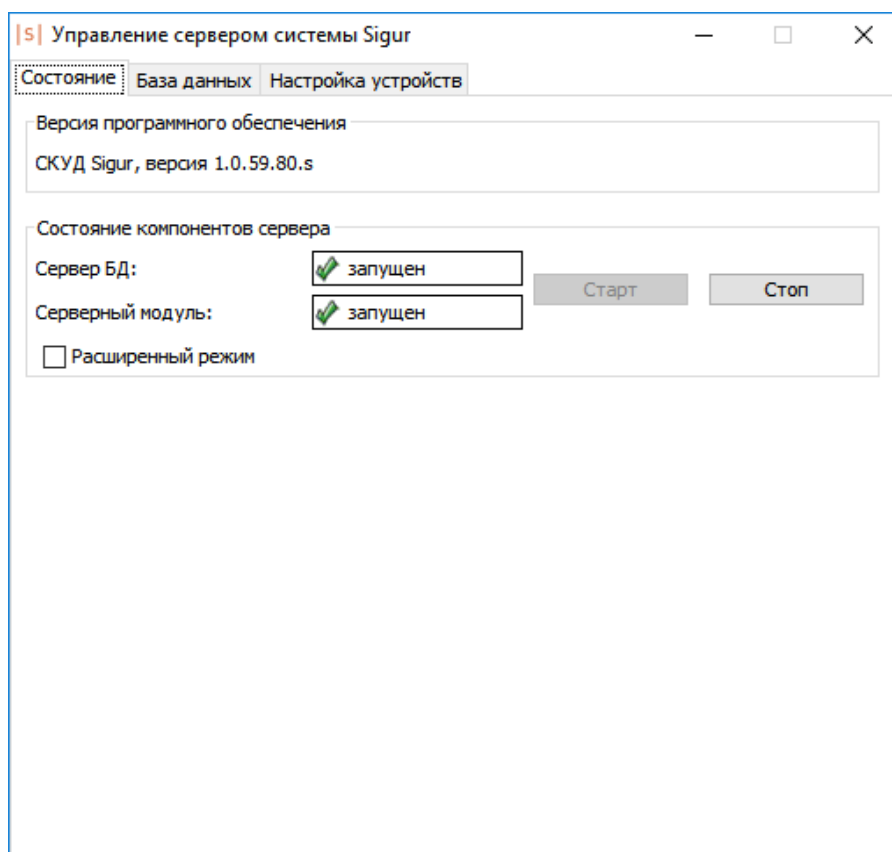 |S| Управление сервером системы Sigur
Состояние База данных Настройка устройств
Версия программного обеспечения
СКУД Sigur, версия 1.0.59.80.s
Состояние компонентов сервера
Сервер БД: запущен
Старт Стоп
Серверный модуль: запущен
Расширенный режим